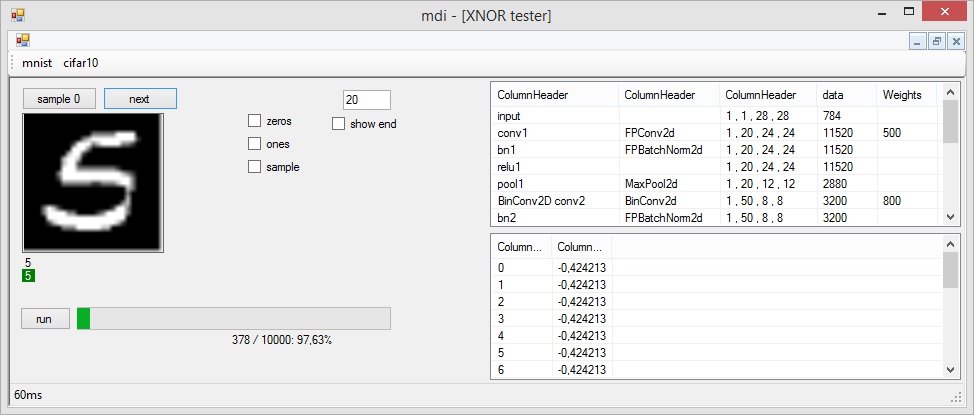 mdi - [XNOR tester]
mnist cifar10
sample 0 next
5
5
zeros
ones
sample
20
show end
run
378 / 10000: 97,63%
ColumnHeader ColumnHeader ColumnHeader data Weights
input 1 , 1 , 28 , 28 784
conv1 FPConv2d 1 , 20 , 24 , 24 11520 500
bn1 FPBatchNorm2d 1 , 20 , 24 , 24 11520
relu1 1 , 20 , 24 , 24 11520
pool1 MaxPool2d 1 , 20 , 12 , 12 2880
BinConv2D conv2 BinConv2d 1 , 50 , 8 , 8 3200 800
bn2 FPBatchNorm2d 1 , 50 , 8 , 8 3200
Column... Column...
0 -0,424213
1 -0,424213
2 -0,424213
3 -0,424213
4 -0,424213
5 -0,424213
6 -0,424213
60ms